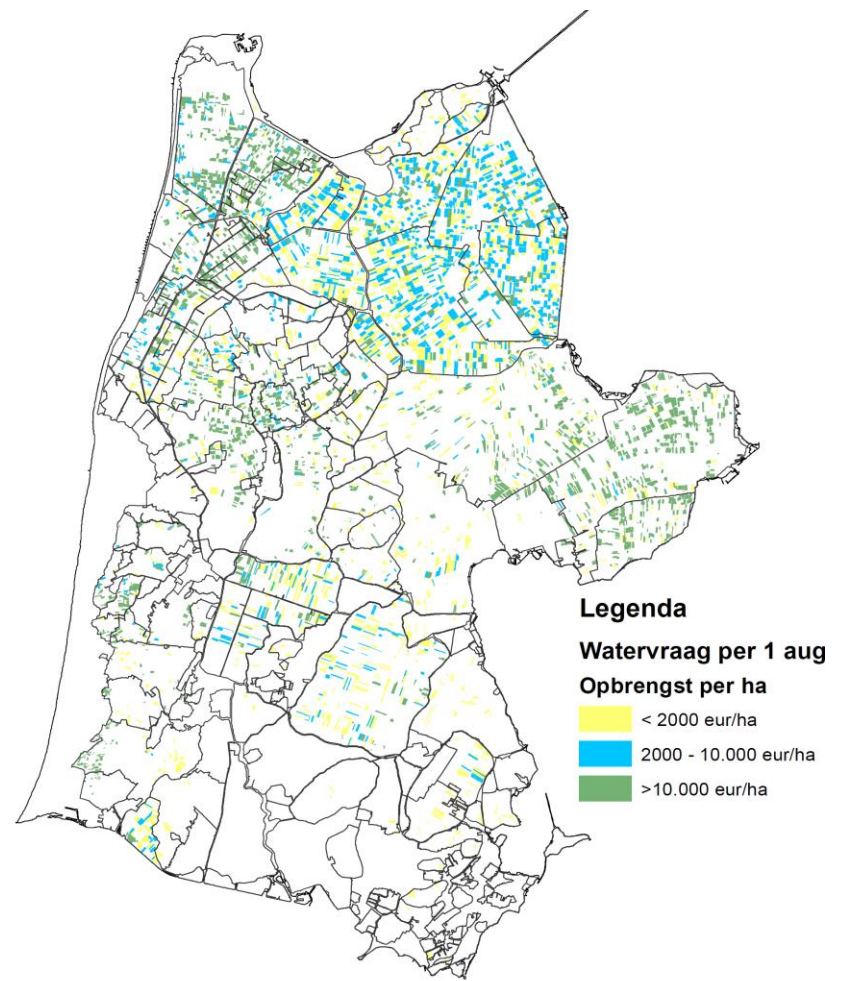 Legenda
Watervraag per 1 aug
Opbrengst per ha
< 2000 eur/ha
2000 - 10.000 eur/ha
>10.000 eur/ha